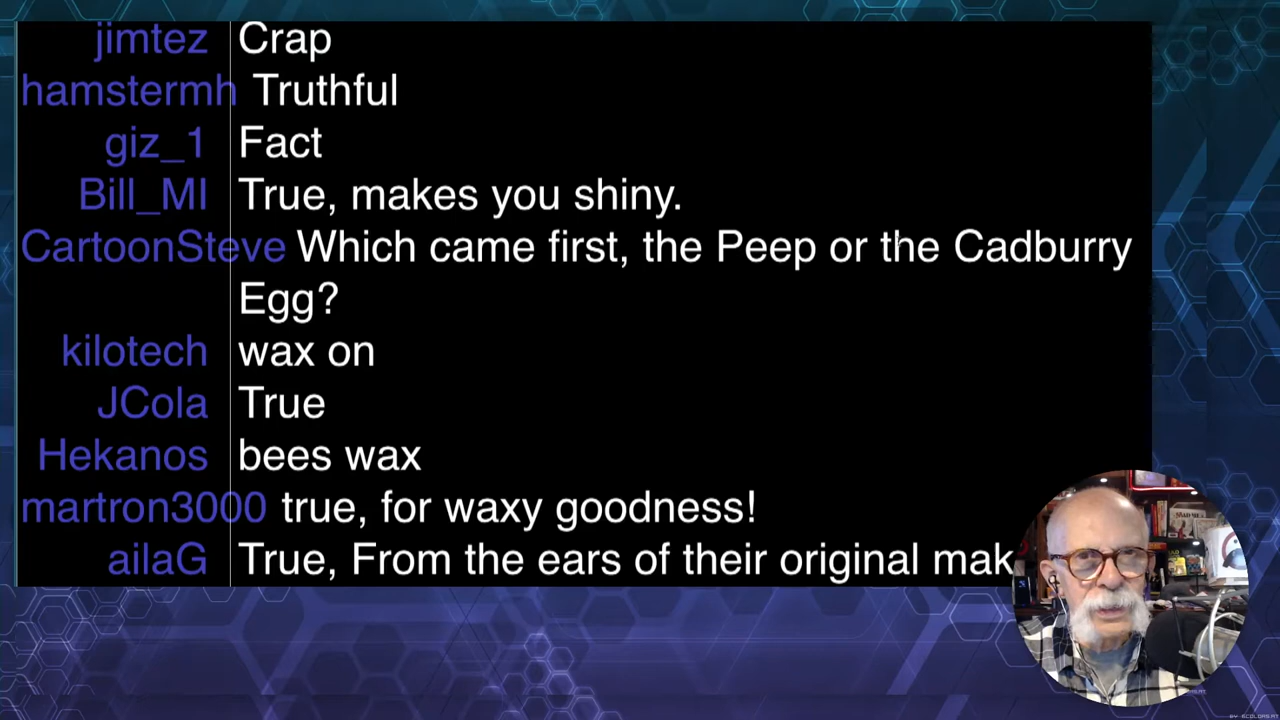 jimtez Crap
hamstermh Truthful
giz_1 Fact
Bill_MI True, makes you shiny.
CartoonSteve Which came first, the Peep or the Cadburry
Egg?
kilotech wax on
JCola True
Hekanos bees wax
martron3000 true, for waxy goodness!
ailaG True, From the ears of their original mak